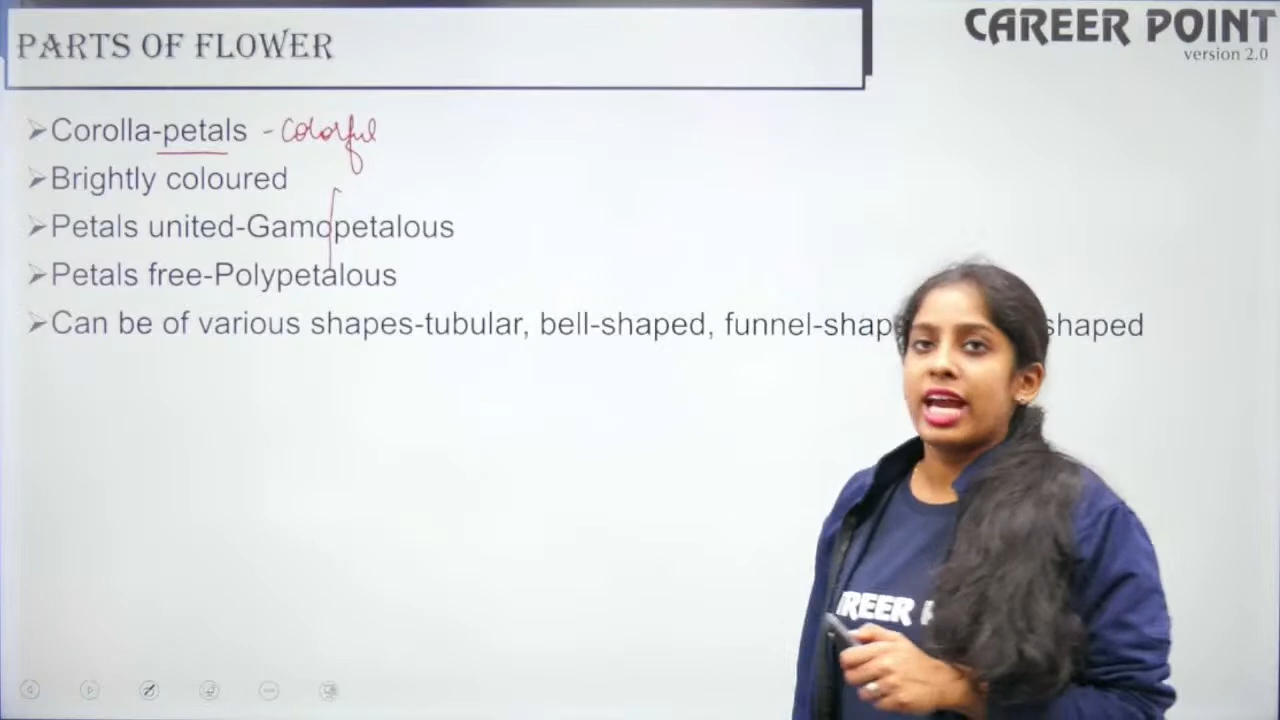 PARTS OF FLOWER
CAREER POINT
version 2.0
➢Corolla-petals - colorful
➢Brightly coloured
➢Petals united-Gamopetalous
➢Petals free-Polypetalous
➢Can be of various shapes-tubular, bell-shaped, funnel-shape shaped
REER P